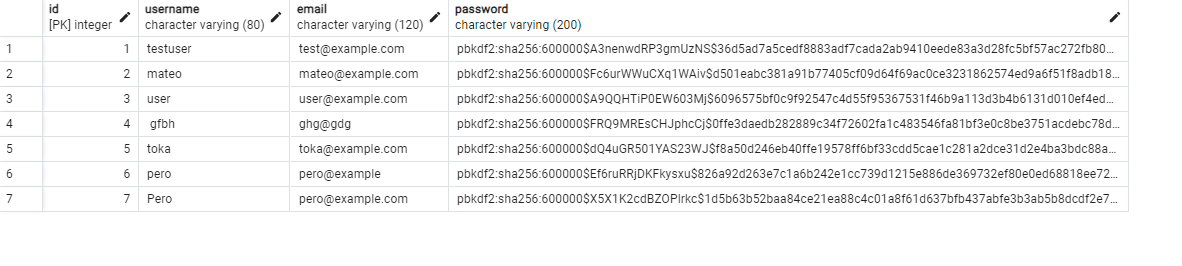 id username email password
[PK] integer character varying (80) character varying (120) character varying (200)
1 1 testuser test@example.com pbkdf2:sha256:600000$A3nenwdRP3gmUzNS$36d5ad7a5cedf8883adf7cada2ab9410eede83a3d28fc5bf57ac272fb80…
2 2 mateo mateo@example.com pbkdf2:sha256:600000$Fc6urWWuCXq1WAiv$d501eabc381a91b77405cf09d64f69ac0ce3231862574ed9a6f51f8adb18…
3 3 user user@example.com pbkdf2:sha256:600000$A9QQHTiP0EW603Mj$6096575bf0c9f92547c4d55f95367531f46b9a113d3b4b6131d010ef4ed…
4 4 gfbh ghg@gdg pbkdf2:sha256:600000$FRQ9MREsCHJphcCj$0ffe3daedb282889c34f72602fa1c483546fa81bf3e0c8be3751acdebc78d…
5 5 toka toka@example.com pbkdf2:sha256:600000$dQ4uGR501YAS23WJ$f8a50d246eb40ffe19578ff6bf33cdd5cae1c281a2dce31d2e4ba3bdc88a…
6 6 pero pero@example pbkdf2:sha256:600000$Ef6ruRRjDKFkysxu$826a92d263e7c1a6b242e1cc739d1215e886de369732ef80e0ed68818ee72…
7 7 Pero pero@example.com pbkdf2:sha256:600000$X5X1K2cdBZOPlrkc$1d5b63b52baa84ce21ea88c4c01a8f61d637bfb437abfe3b3ab5b8dcdf2e7…